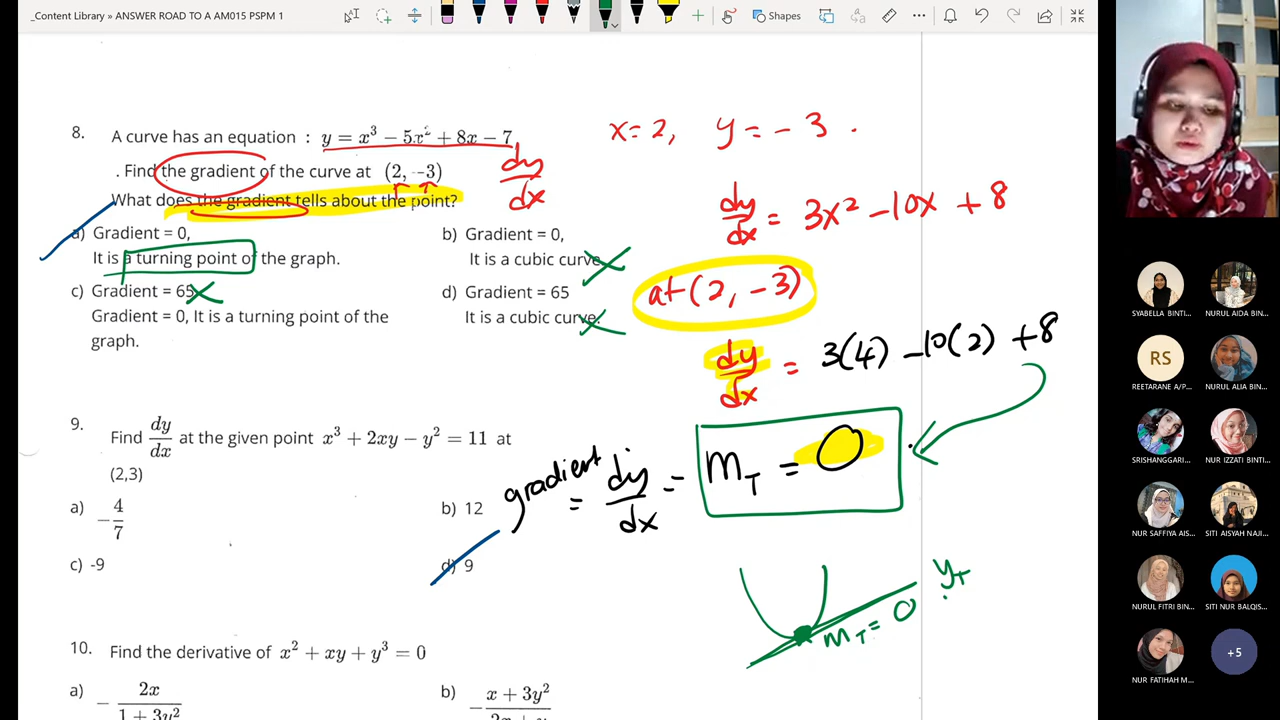 _Content Library » ANSWER ROAD TO A AM015 PSPM 1
Shapes
8. A curve has an equation : y = x³ − 5x² + 8x − 7
. Find the gradient of the curve at (2, −3)
What does the gradient tells about the point?
a) Gradient = 0,
It is a turning point of the graph.
b) Gradient = 0,
It is a cubic curve.
c) Gradient = 65
Gradient = 0, It is a turning point of the
graph.
d) Gradient = 65
It is a cubic curve.
dy/dx
x = 2, y = − 3 .
dy/dx = 3x² − 10x + 8
at (2, −3)
dy/dx = 3(4) − 10(2) + 8
gradient = dy/dx = m_T = 0
y_T
m_T = 0
9. Find dy/dx at the given point x³ + 2xy − y² = 11 at
(2,3)
a) −4/7
b) 12
c) -9
d) 9
10. Find the derivative of x² + xy + y³ = 0
a) − 2x/(1 + 3y²)
b) − x + 3y²
SYABELLA BINTI...
NURUL AIDA BIN...
RS
REETARANE A/P...
NURUL ALIA BIN...
SRISHANGGARI...
NUR IZZATI BINTI...
NUR SAFFIYA AIS...
SITI AISYAH NAJI...
NURUL FITRI BIN...
SITI NUR BALQIS...
NUR FATIHAH M...
+5